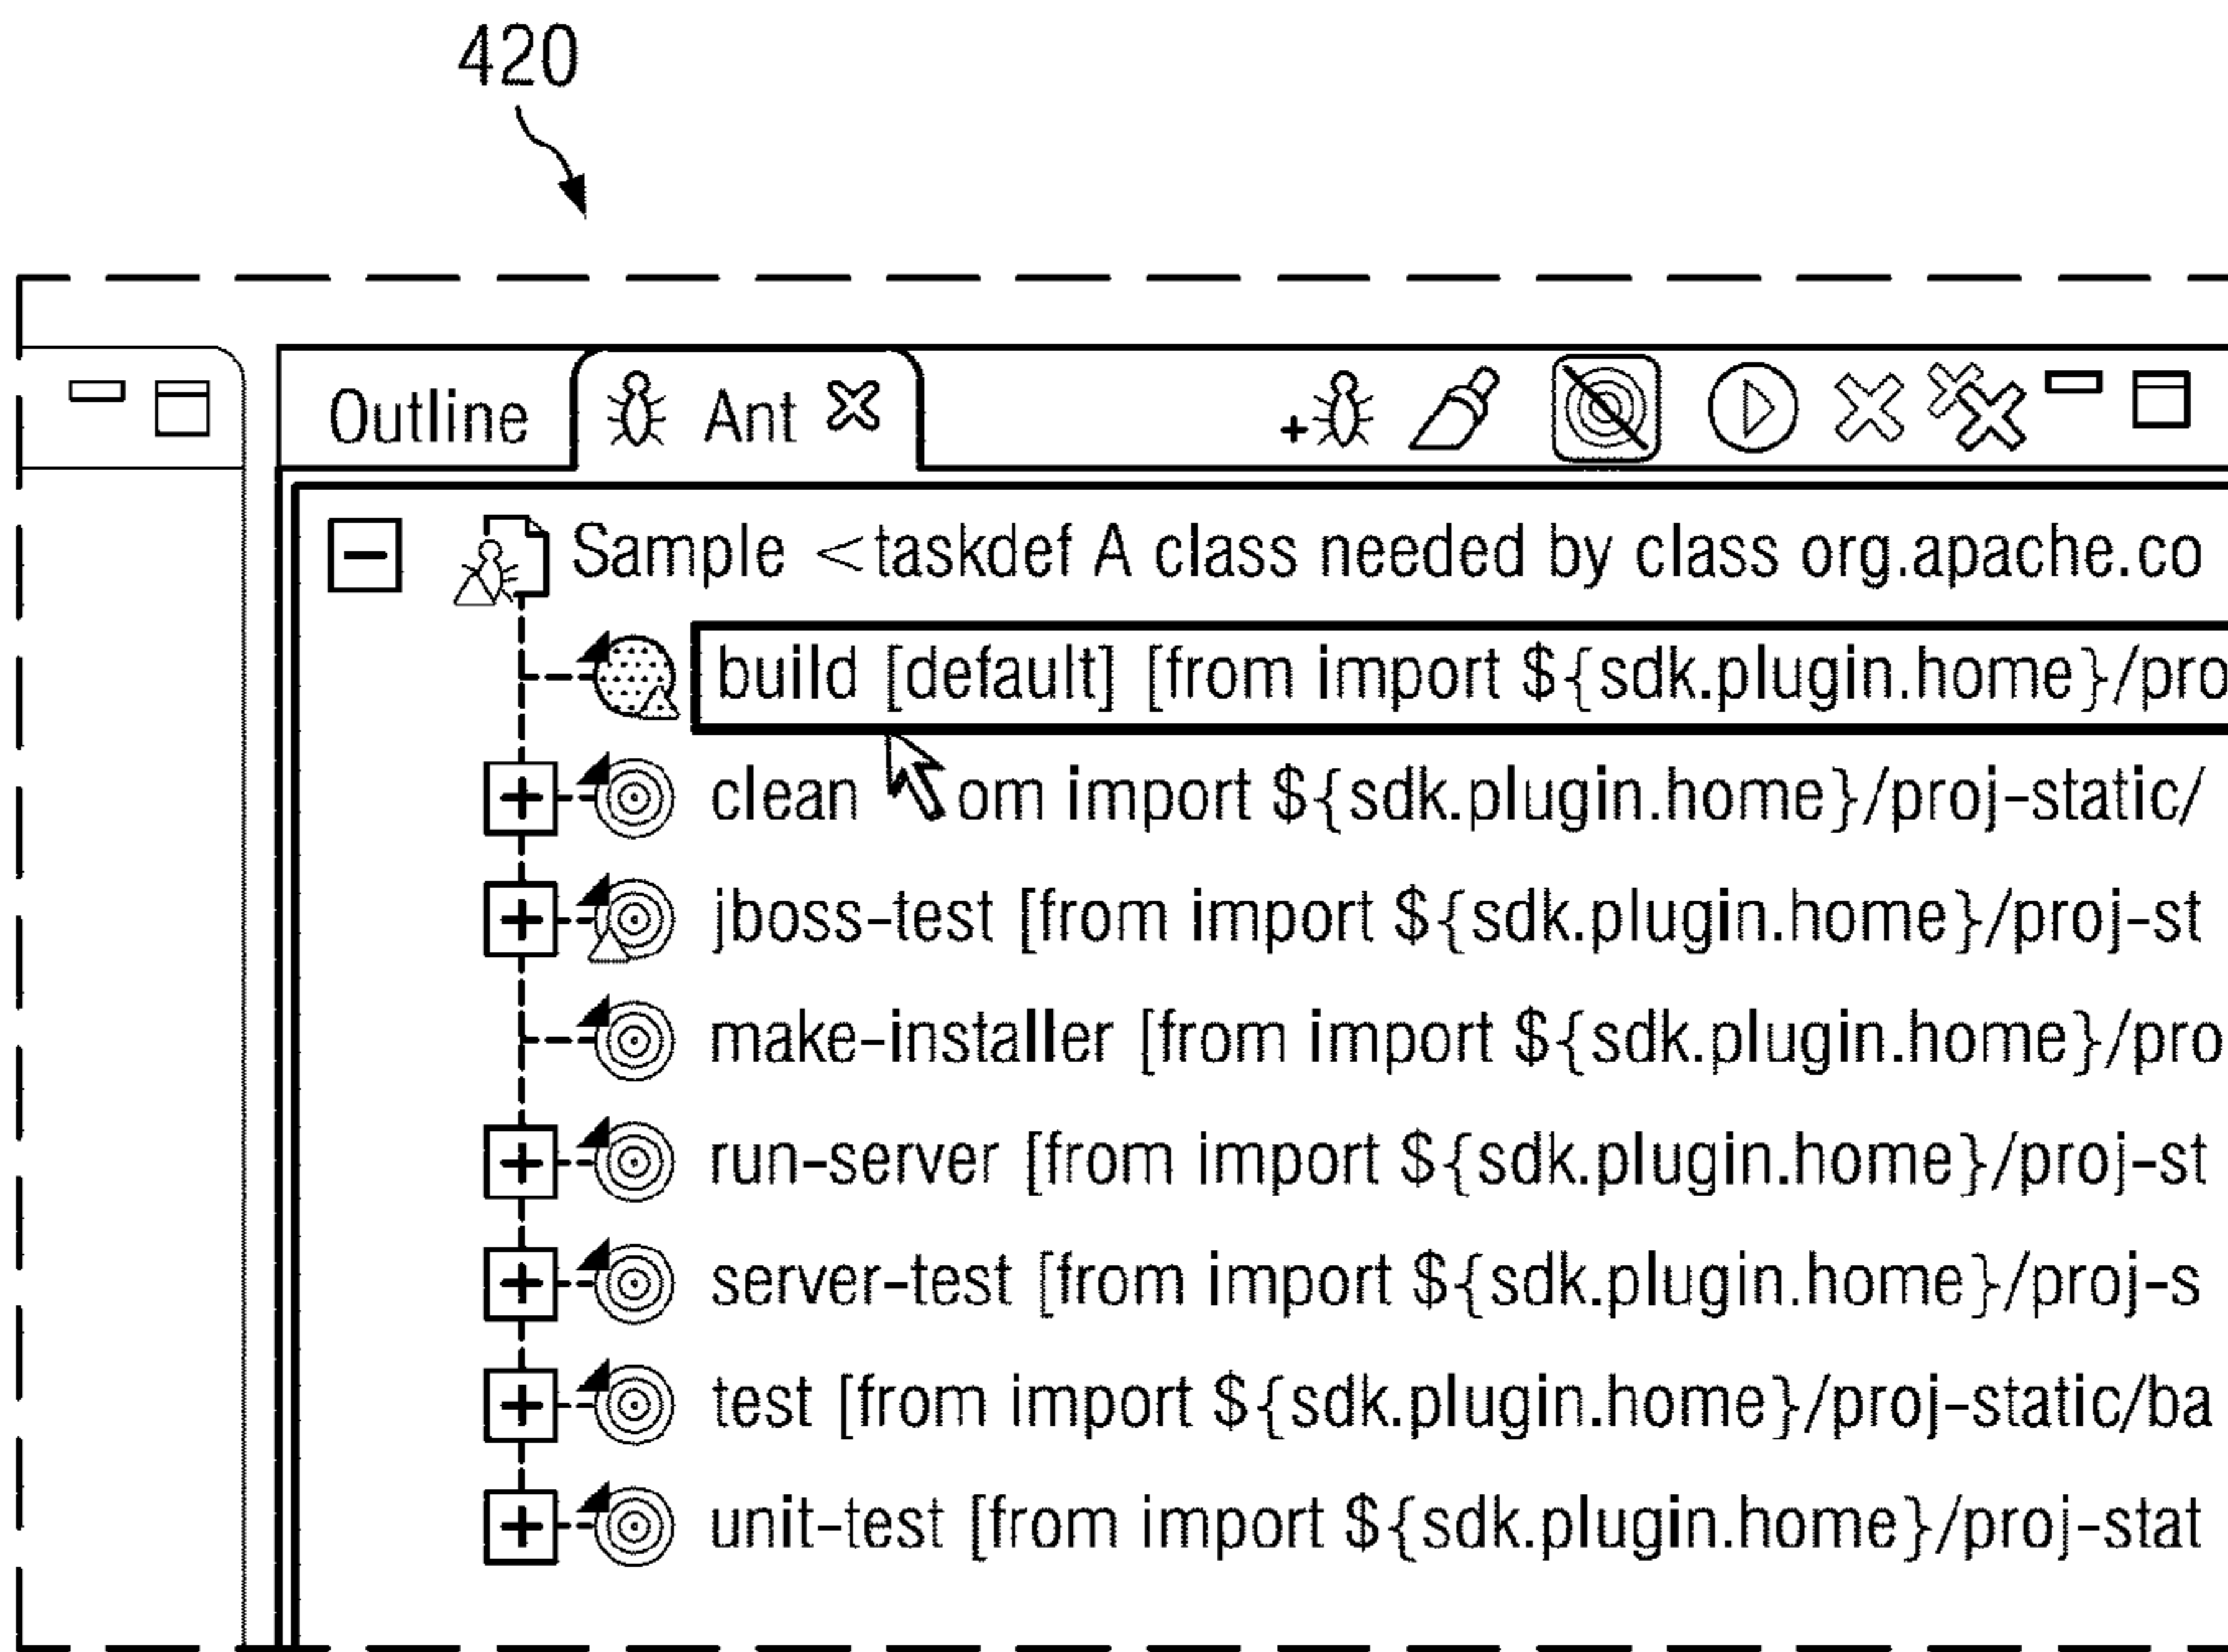 420
Outline Ant
Sample <taskdef A class needed by class org.apache.co
build [default] [from import ${sdk.plugin.home}/pro
clean om import ${sdk.plugin.home}/proj-static/
jboss-test [from import ${sdk.plugin.home}/proj-st
make-installer [from import ${sdk.plugin.home}/pro
run-server [from import ${sdk.plugin.home}/proj-st
server-test [from import ${sdk.plugin.home}/proj-s
test [from import ${sdk.plugin.home}/proj-static/ba
unit-test [from import ${sdk.plugin.home}/proj-stat